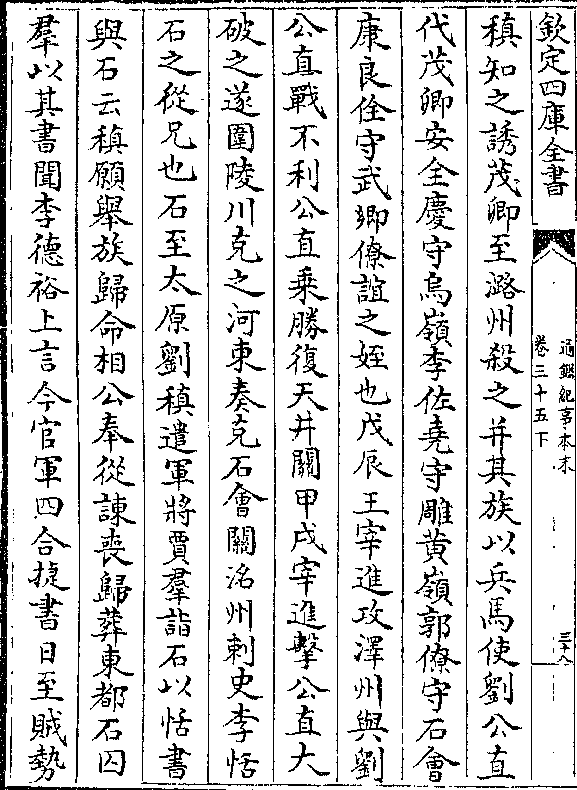 欽定四庫全書
通鑑紀事本末
卷三十五下
三十八
稹知之誘茂卿至潞州殺之并其族以兵馬使劉公直
代茂卿安全慶守烏嶺李佐堯守雕黃嶺郭僚守石會
康良佺守武卿僚誼之姪也戊辰王宰進攻澤州與劉
公直戰不利公直乗勝復天井關甲戌宰進擊公直大
破之遂圍陵川克之河東奏克石會關洺州刺史李恬
石之從兄也石至太原劉稹遣軍將賈羣詣石以恬書
與石云稹願舉族歸命相公奉從諫喪歸葬東都石囚
羣以其書聞李德裕上言今官軍四合捷書日至賊勢